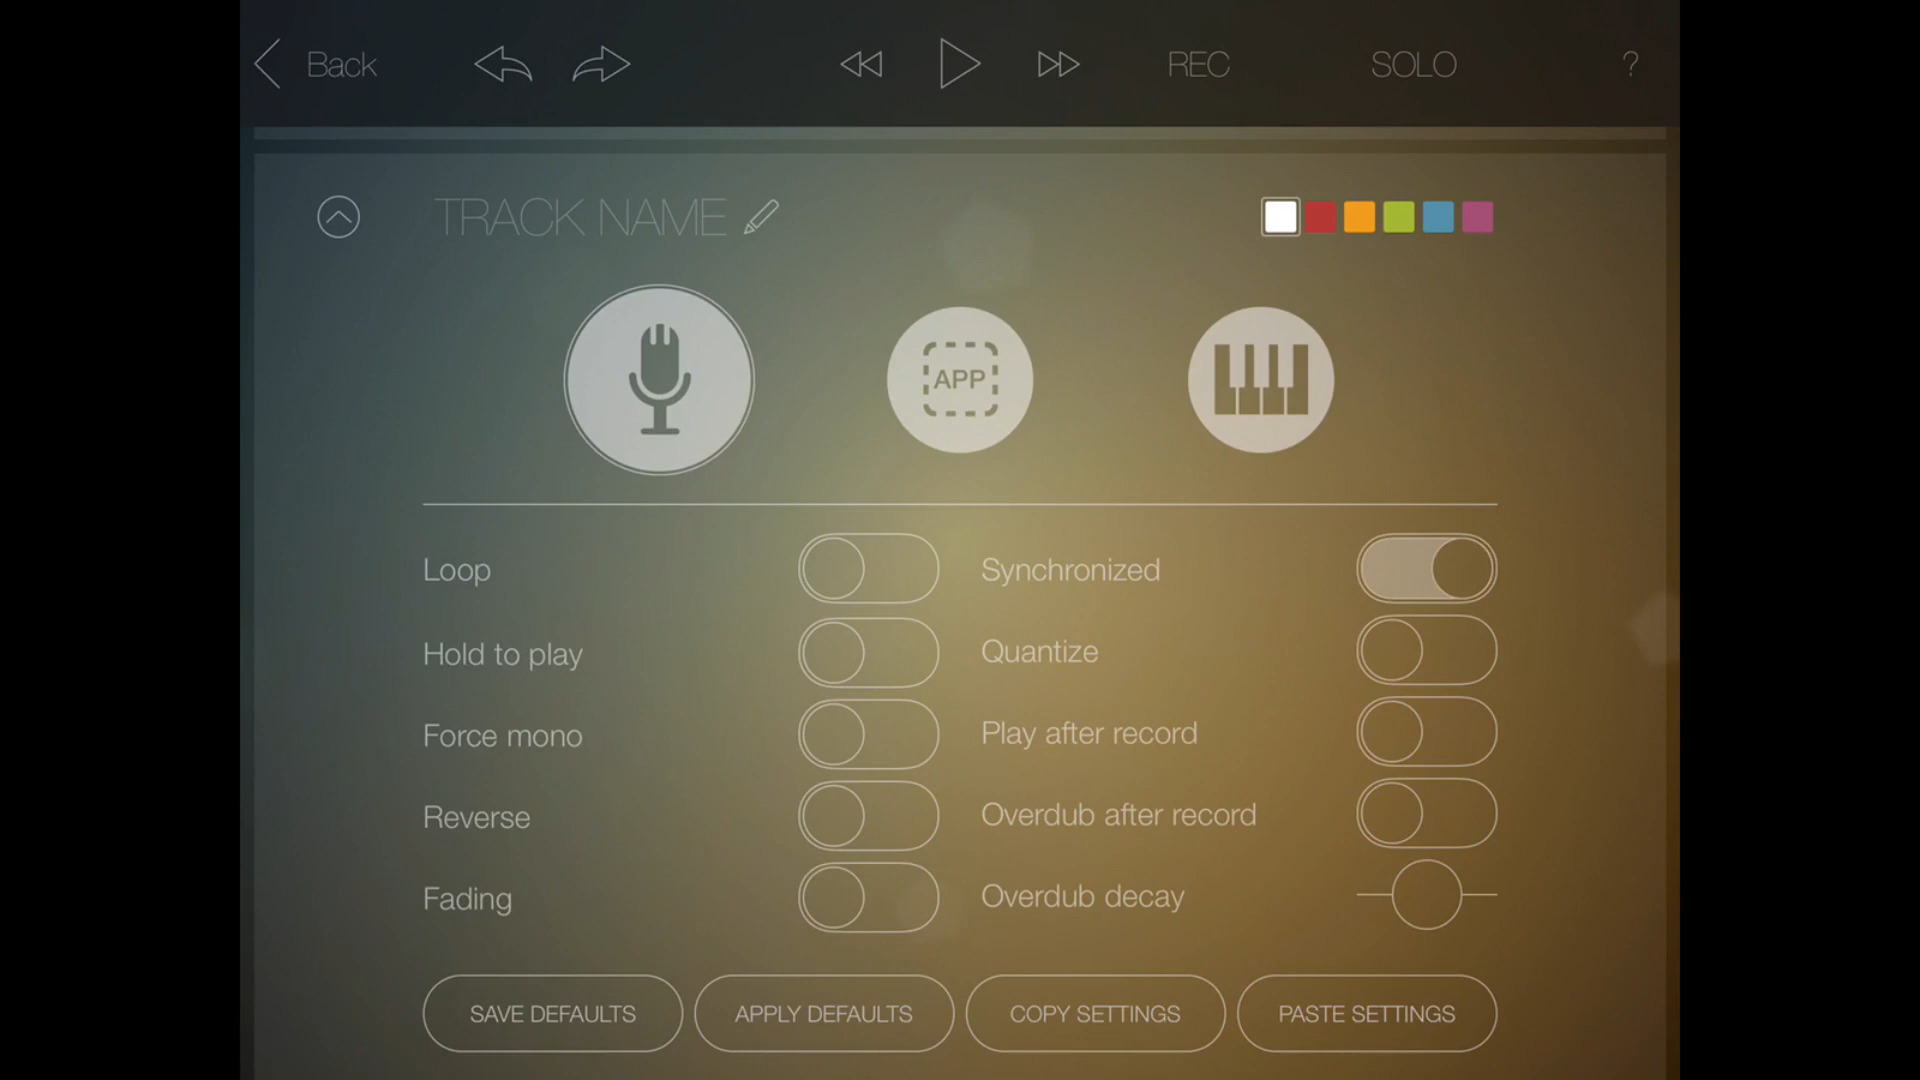 Back REC SOLO ?
TRACK NAME
APP
Loop Synchronized
Hold to play Quantize
Force mono Play after record
Reverse Overdub after record
Fading Overdub decay
SAVE DEFAULTS APPLY DEFAULTS COPY SETTINGS PASTE SETTINGS